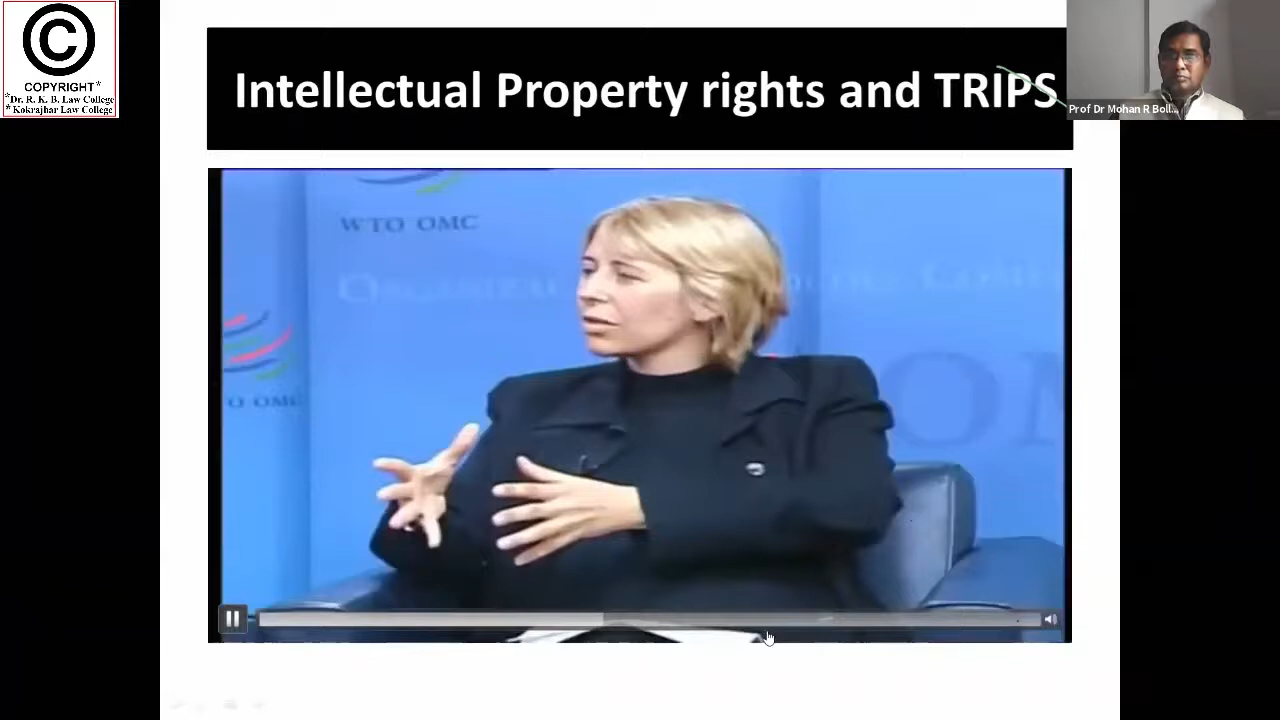 ©
COPYRIGHT*
*Dr. R. K. B. Law College
* Kokrajhar Law College
Intellectual Property rights and TRIPS
Prof Dr Mohan R Boll...
WTO OMC
O OMC